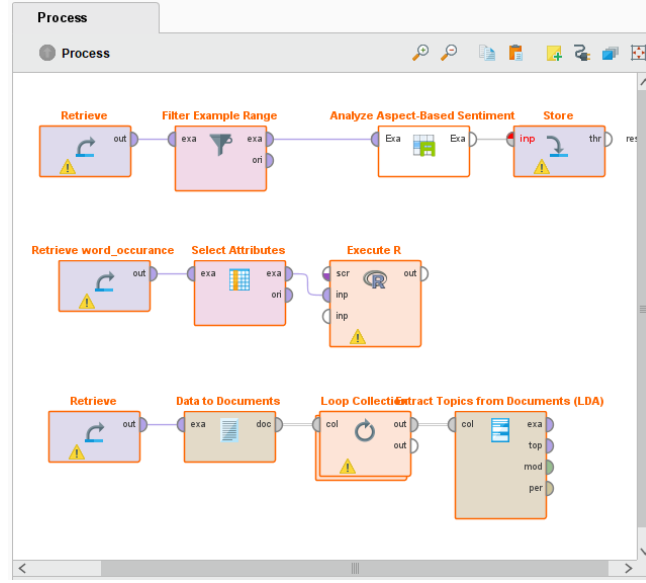 Process
Process
Retrieve
Filter Example Range
Analyze Aspect-Based Sentiment
Store
out
exa
exa
ori
Exa
Exa
inp
thr
res
Retrieve word_occurance
Select Attributes
Execute R
out
exa
exa
ori
scr
inp
inp
out
Retrieve
Data to Documents
Loop Collection
Extract Topics from Documents (LDA)
out
exa
doc
col
out
out
col
exa
top
mod
per